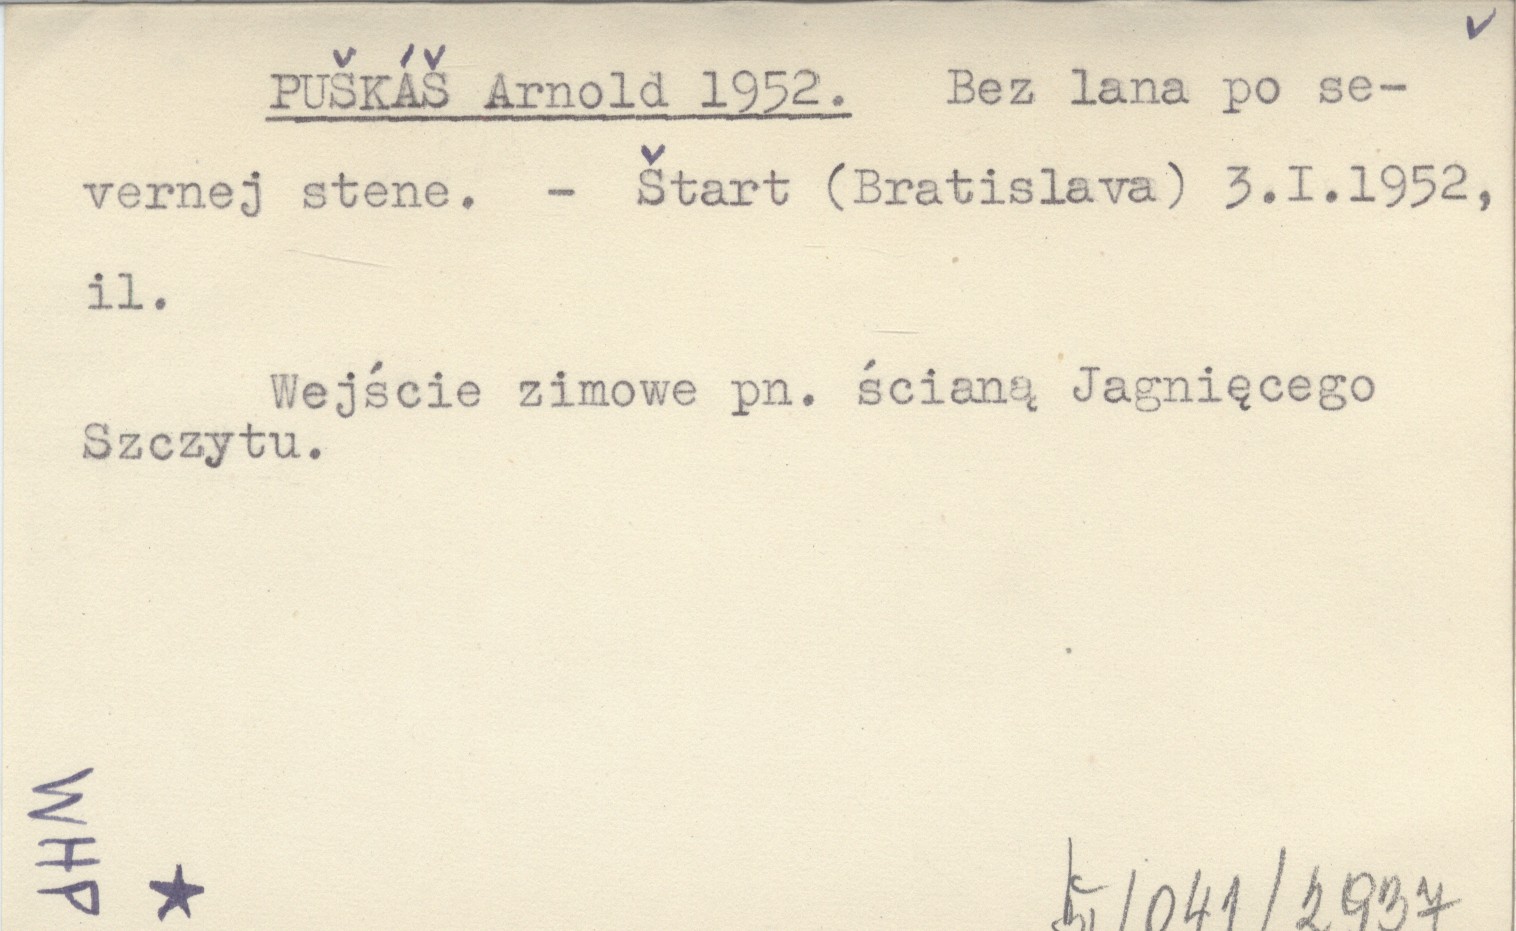 PUŠKÁŠ Arnold 1952. Bez lana po se-
vernej stene. - Štart (Bratislava) 3.I.1952,
il.
Wejście zimowe pn. ścianą Jagnięcego
Szczytu.
WHP
/041/2937